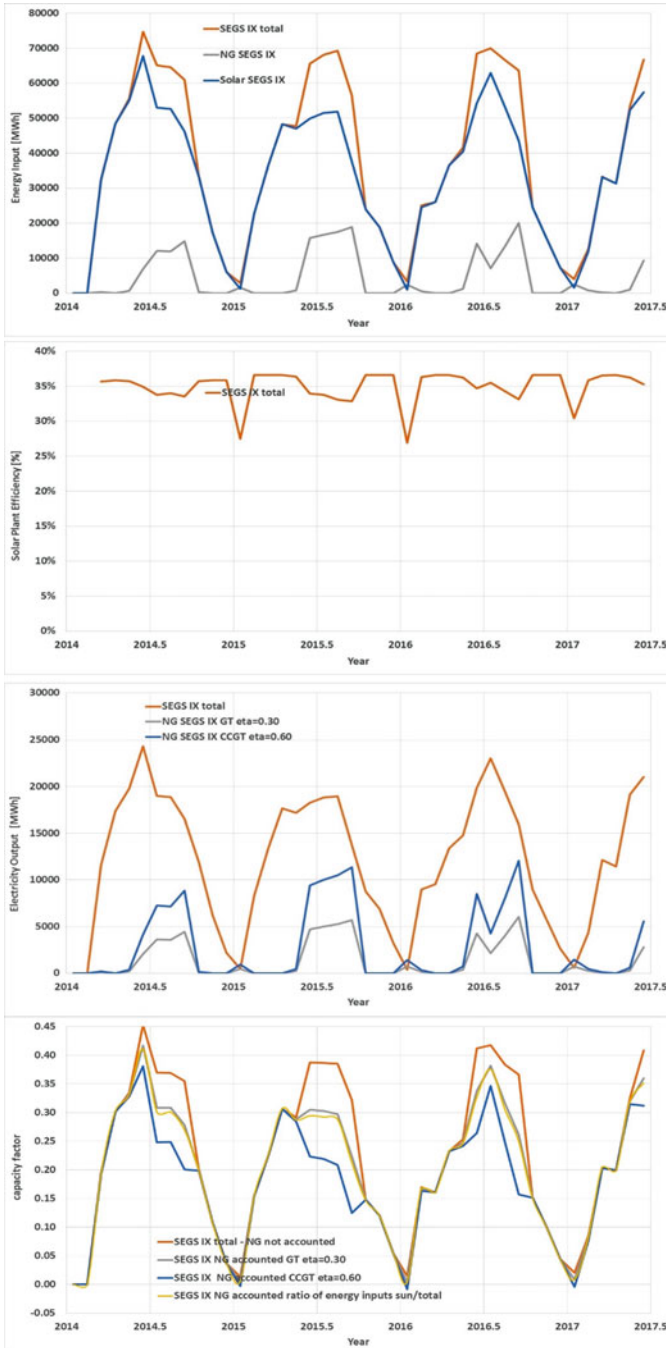 80000
70000
60000
50000
40000
30000
20000
10000
0
Energy Input [MWh]
SEGS IX total
NG SEGS IX
Solar SEGS IX
2014 2014.5 2015 2015.5 2016 2016.5 2017 2017.5
Year
40%
35%
30%
25%
20%
15%
10%
5%
0%
Solar Plant Efficiency [%]
SEGS IX total
2014 2014.5 2015 2015.5 2016 2016.5 2017 2017.5
Year
30000
25000
20000
15000
10000
5000
0
Electricity Output [MWh]
SEGS IX total
NG SEGS IX GT eta=0.30
NG SEGS IX CCGT eta=0.60
2014 2014.5 2015 2015.5 2016 2016.5 2017 2017.5
Year
0.45
0.40
0.35
0.30
0.25
0.20
0.15
0.10
0.05
0.00
-0.05
capacity factor
SEGS IX total - NG not accounted
SEGS IX NG accounted GT eta=0.30
SEGS IX NG accounted CCGT eta=0.60
SEGS IX NG accounted ratio of energy inputs sun/total
2014 2014.5 2015 2015.5 2016 2016.5 2017 2017.5
Year